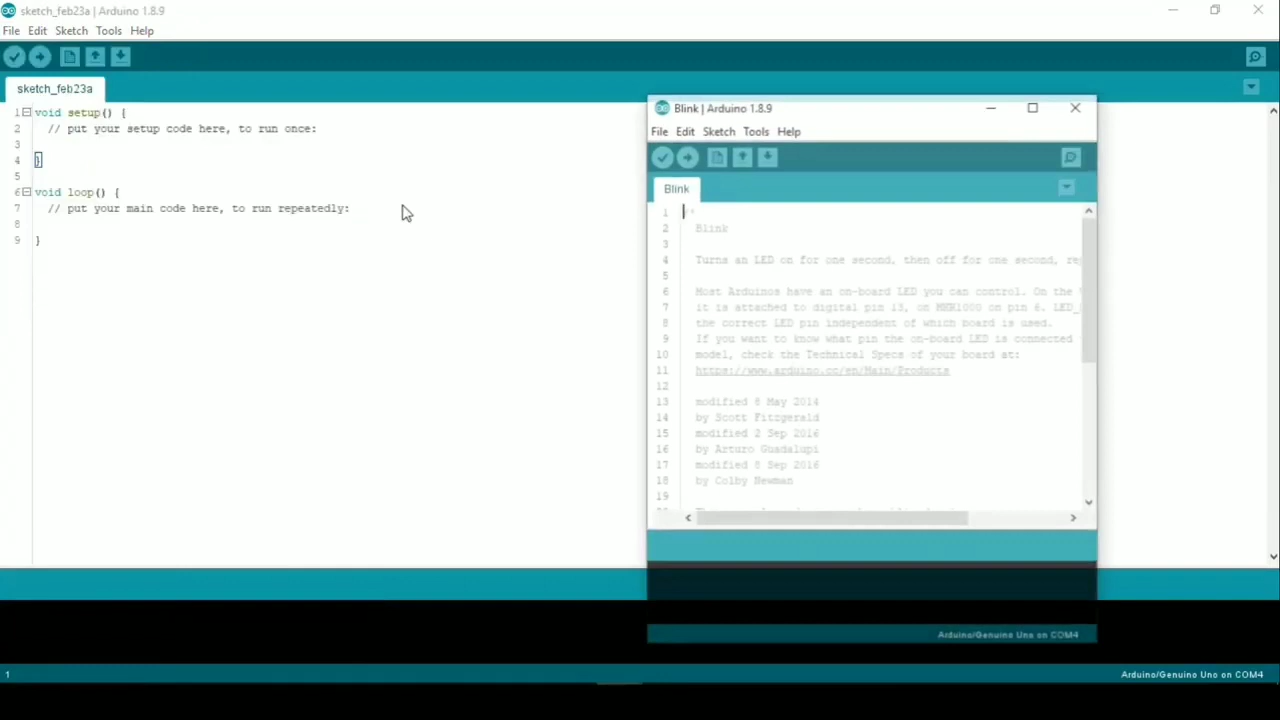 sketch_feb23a | Arduino 1.8.9
File Edit Sketch Tools Help
sketch_feb23a
1 void setup() {
2 // put your setup code here, to run once:
3
4 }
5
6 void loop() {
7 // put your main code here, to run repeatedly:
8
9 }
Blink | Arduino 1.8.9
File Edit Sketch Tools Help
Blink
1 /*
2 Blink
3
4 Turns an LED on for one second, then off for one second,
5
6 Most Arduinos have an on-board LED you can control. On the
7 it is attached to digital pin 13, on MKR1000 on pin 6.
8 the correct LED pin independent of which board is used.
9 If you want to know what pin the on-board LED is connected
10 model, check the Technical Specs of your board at:
11 https://www.arduino.cc/en/Main/Products
12
13 modified 8 May 2014
14 by Scott Fitzgerald
15 modified 2 Sep 2016
16 by Arturo Guadalupi
17 modified 8 Sep 2016
18 by Colby Newman
19
Arduino/Genuino Uno on COM4
1 Arduino/Genuino Uno on COM4